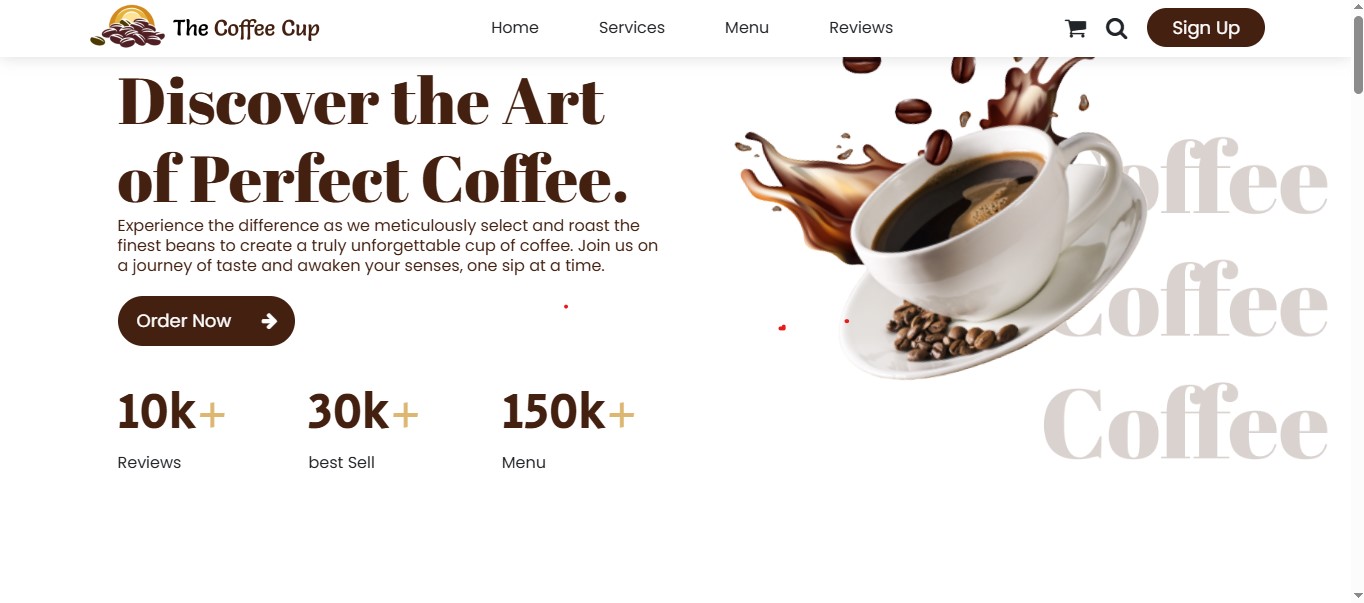 The Coffee Cup
Home
Services
Menu
Reviews
Sign Up
Discover the Art
of Perfect Coffee.
Experience the difference as we meticulously select and roast the
finest beans to create a truly unforgettable cup of coffee. Join us on
a journey of taste and awaken your senses, one sip at a time.
Order Now
10k+
30k+
150k+
Reviews
best Sell
Menu
Coffee
Coffee
Coffee